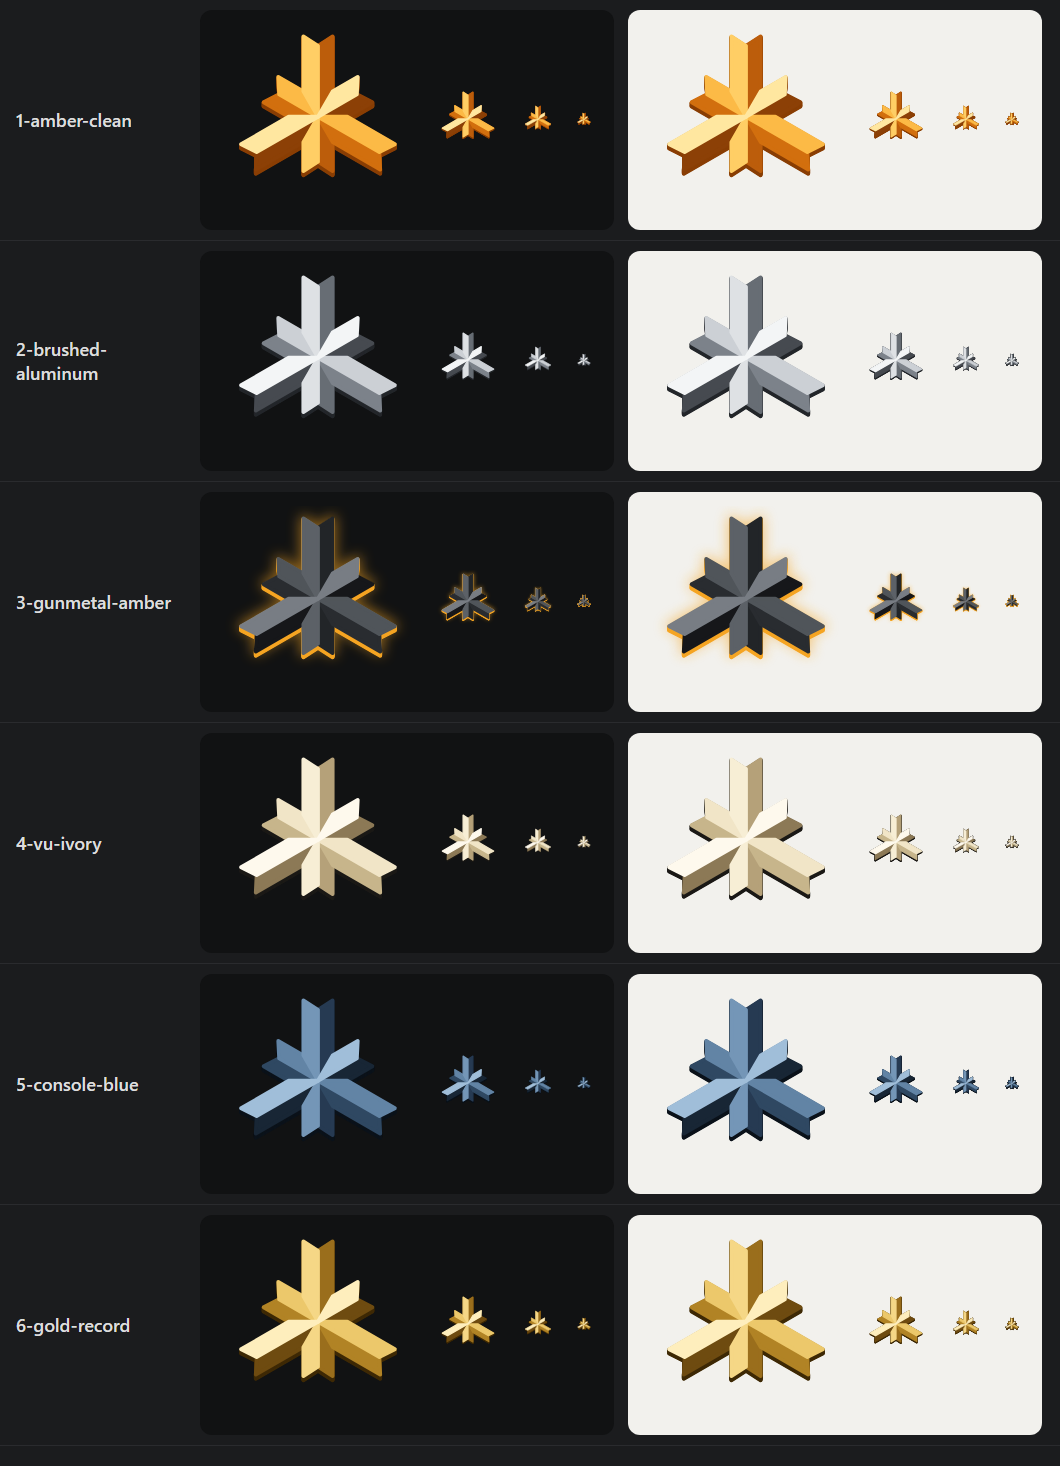 1-amber-clean
2-brushed-
aluminum
3-gunmetal-amber
4-vu-ivory
5-console-blue
6-gold-record